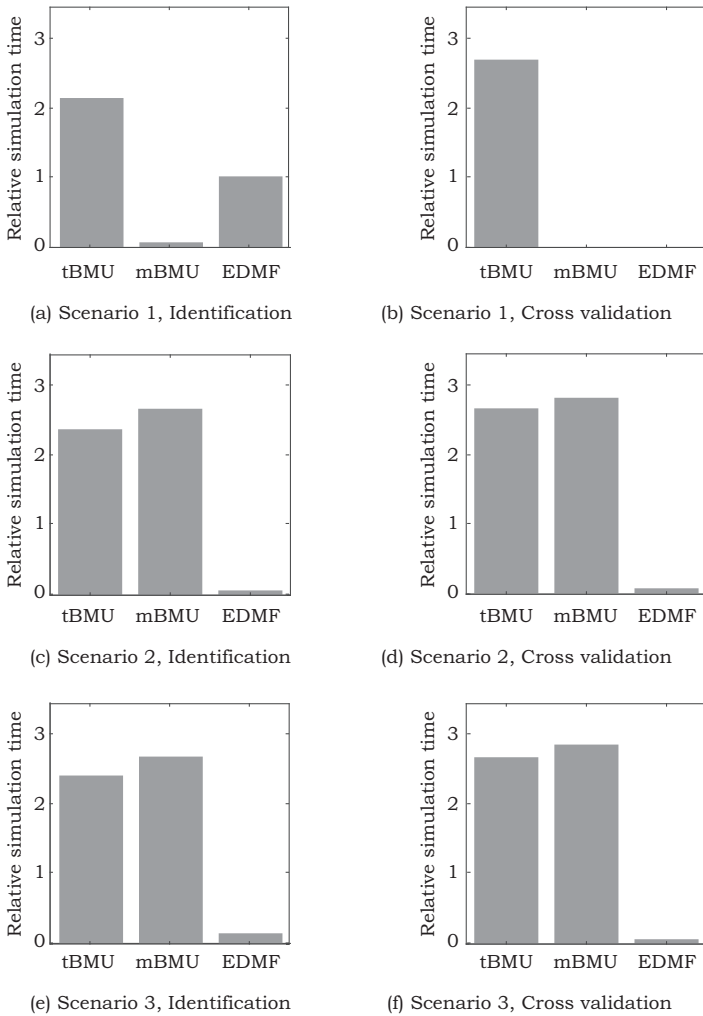 Relative simulation time
3
2
1
0
tBMU mBMU EDMF
(a) Scenario 1, Identification
Relative simulation time
3
2
1
0
tBMU mBMU EDMF
(b) Scenario 1, Cross validation
Relative simulation time
3
2
1
0
tBMU mBMU EDMF
(c) Scenario 2, Identification
Relative simulation time
3
2
1
0
tBMU mBMU EDMF
(d) Scenario 2, Cross validation
Relative simulation time
3
2
1
0
tBMU mBMU EDMF
(e) Scenario 3, Identification
Relative simulation time
3
2
1
0
tBMU mBMU EDMF
(f) Scenario 3, Cross validation